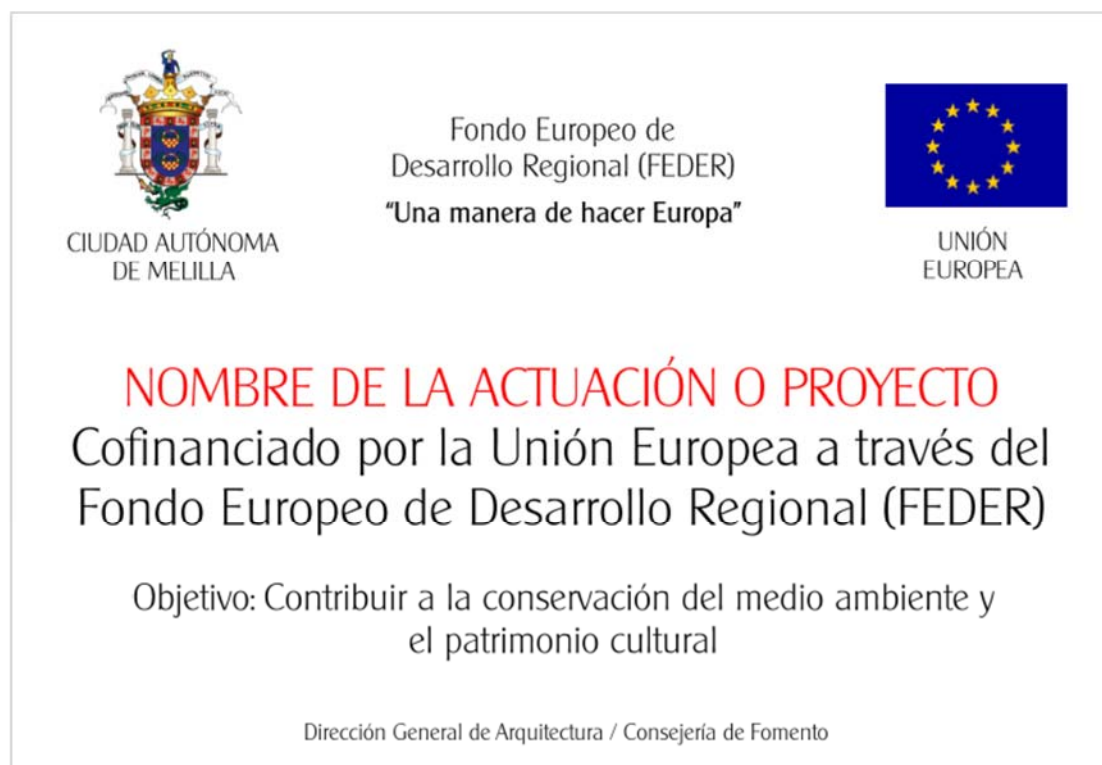 CIUDAD AUTÓNOMA
DE MELILLA
Fondo Europeo de
Desarrollo Regional (FEDER)
“Una manera de hacer Europa”
UNIÓN
EUROPEA
NOMBRE DE LA ACTUACIÓN O PROYECTO
Cofinanciado por la Unión Europea a través del
Fondo Europeo de Desarrollo Regional (FEDER)
Objetivo: Contribuir a la conservación del medio ambiente y
el patrimonio cultural
Dirección General de Arquitectura / Consejería de Fomento